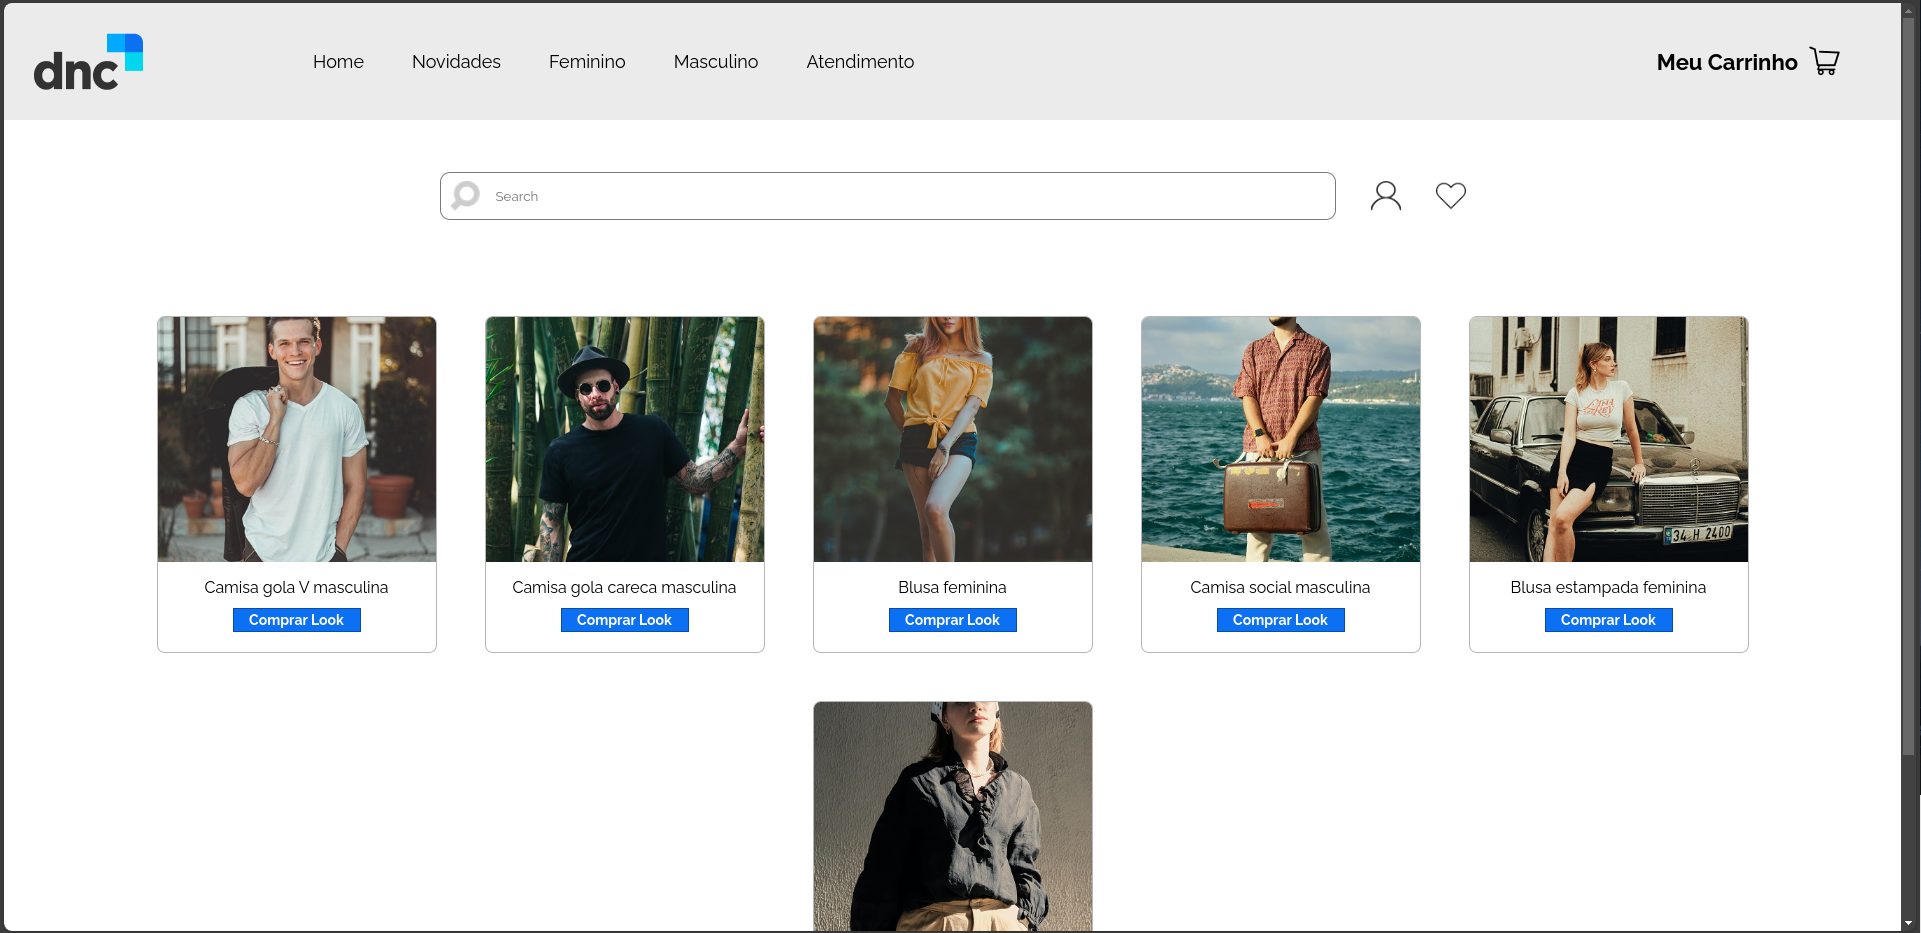 dnc
Home
Novidades
Feminino
Masculino
Atendimento
Meu Carrinho
Search
34 H 2400
Camisa gola V masculina
Camisa gola careca masculina
Blusa feminina
Camisa social masculina
Blusa estampada feminina
Comprar Look
Comprar Look
Comprar Look
Comprar Look
Comprar Look